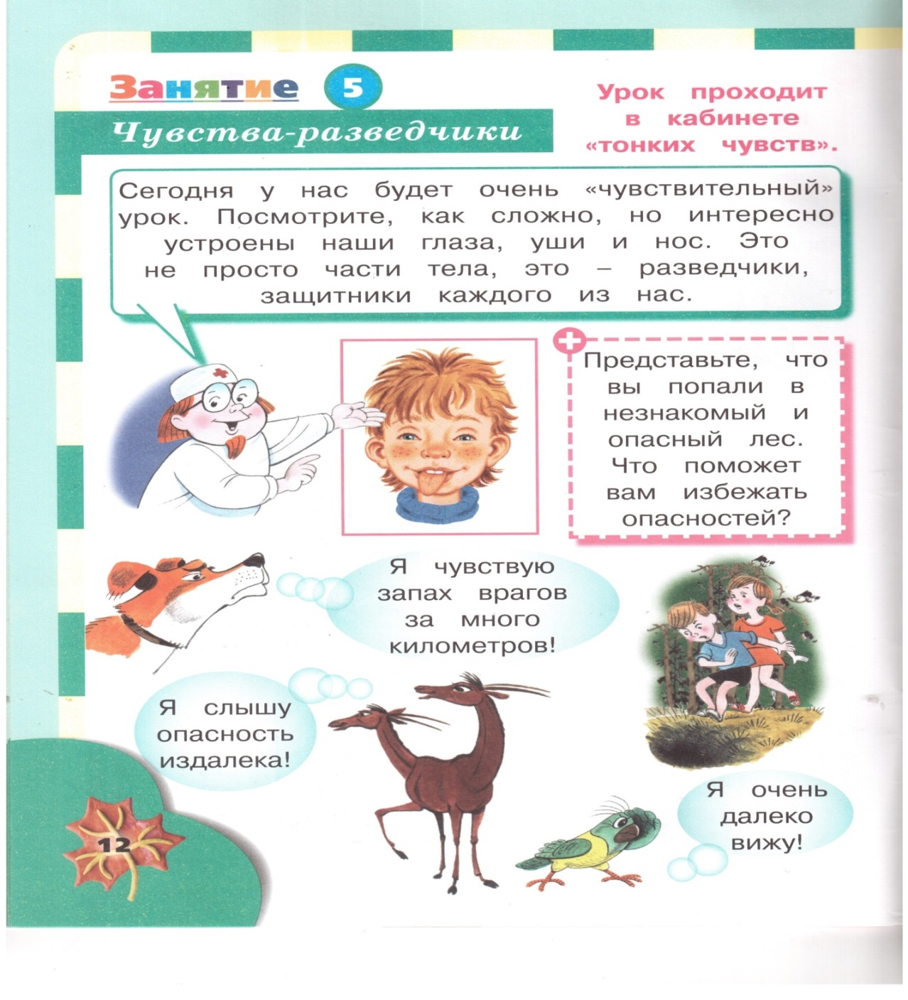 Занятие 5
Чувства-разведчики
Урок проходит
в кабинете
«тонких чувств».
Сегодня у нас будет очень «чувствительный»
урок. Посмотрите, как сложно, но интересно
устроены наши глаза, уши и нос. Это
не просто части тела, это – разведчики,
защитники каждого из нас.
Представьте, что
вы попали в
незнакомый и
опасный лес.
Что поможет
вам избежать
опасностей?
Я чувствую
запах врагов
за много
километров!
Я слышу
опасность
издалека!
Я очень
далеко
вижу!
12